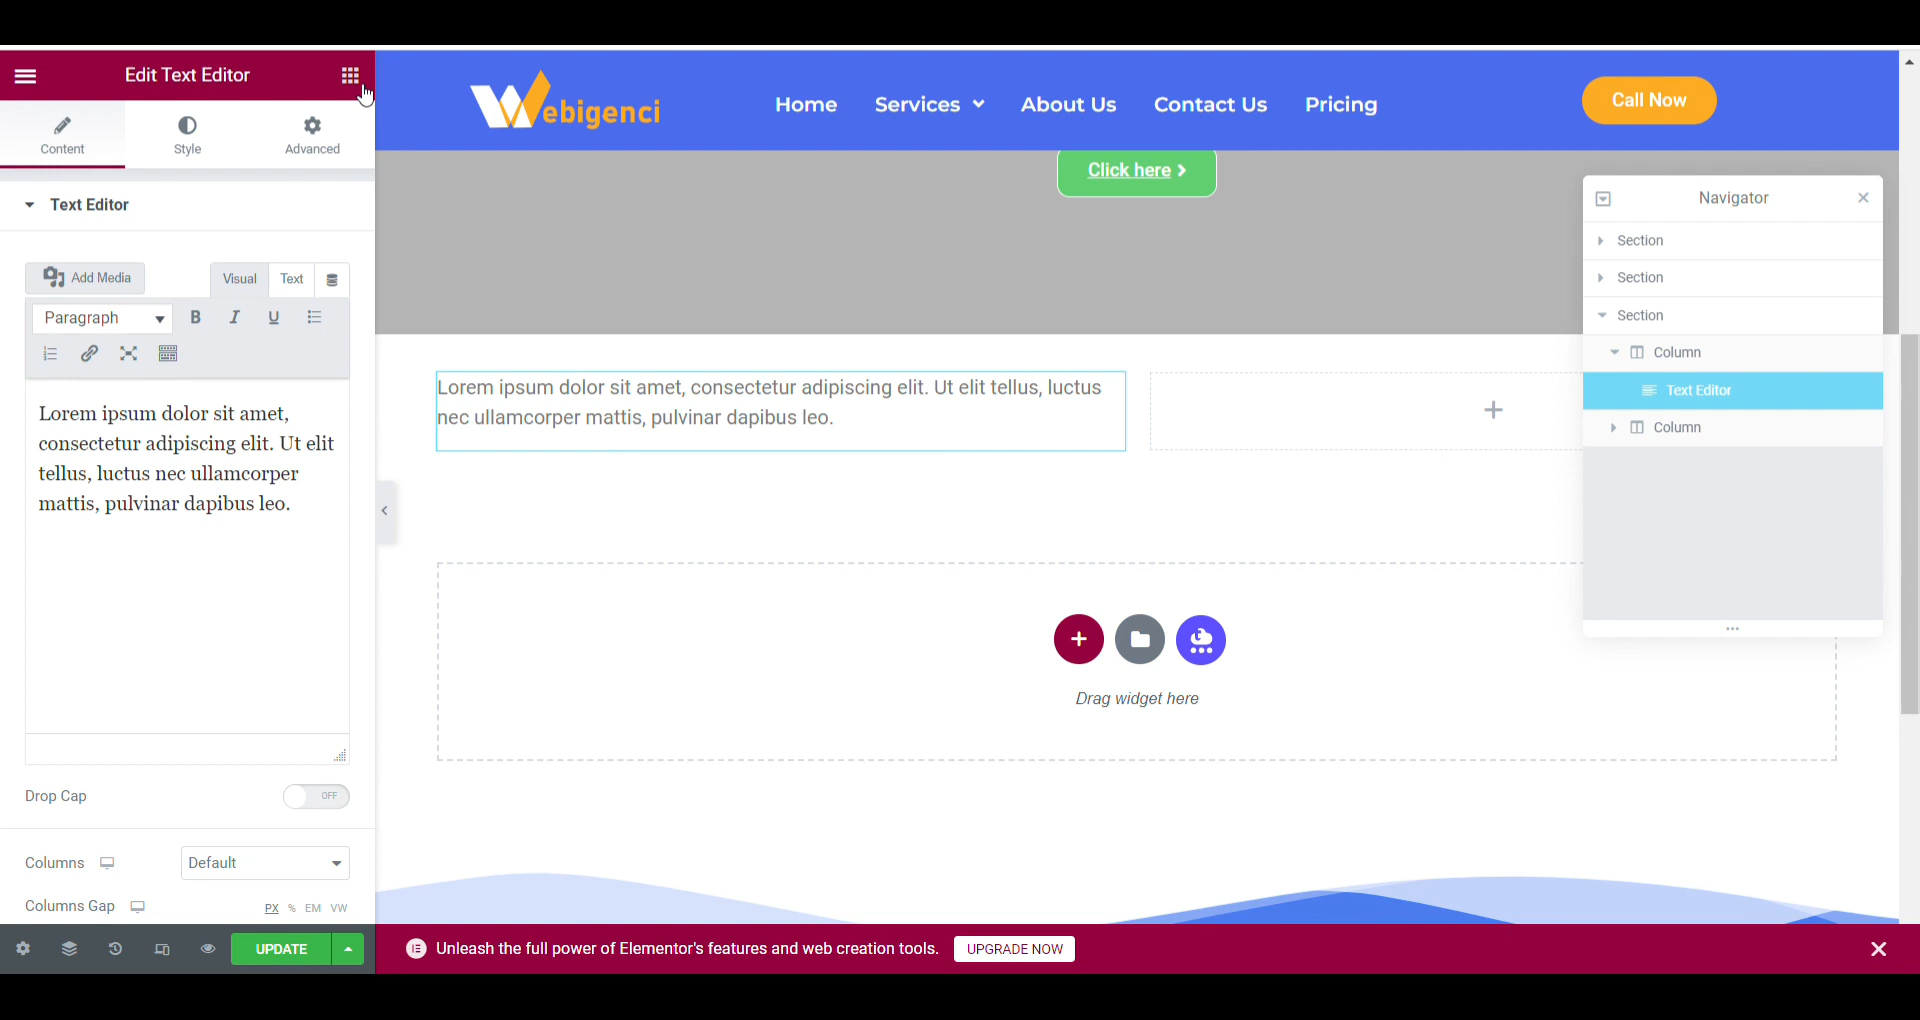 Edit Text Editor
Content
Style
Advanced
Text Editor
Add Media
Visual
Text
Paragraph
B
I
U
Lorem ipsum dolor sit amet,
consectetur adipiscing elit. Ut elit
tellus, luctus nec ullamcorper
mattis, pulvinar dapibus leo.
Drop Cap
OFF
Columns
Default
Columns Gap
PX % EM VW
UPDATE
Webigenci
Home
Services
About Us
Contact Us
Pricing
Call Now
Click here
Lorem ipsum dolor sit amet, consectetur adipiscing elit. Ut elit tellus, luctus
nec ullamcorper mattis, pulvinar dapibus leo.
Drag widget here
Navigator
Section
Section
Section
Column
Text Editor
Column
Unleash the full power of Elementor's features and web creation tools.
UPGRADE NOW